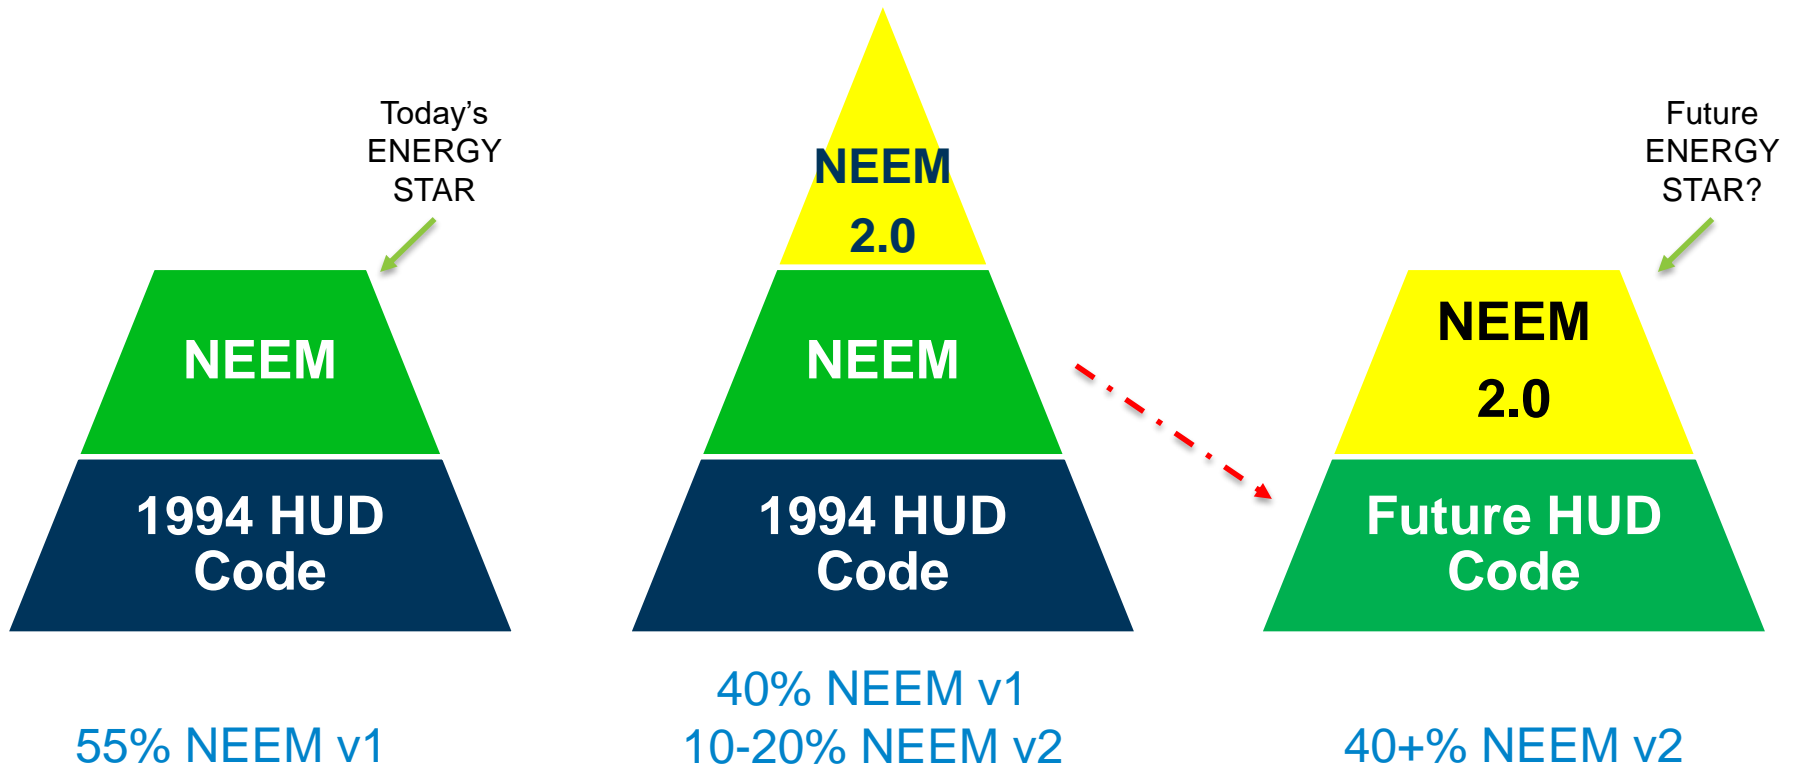 Today’s
ENERGY
STAR
NEEM
1994 HUD
Code
55% NEEM v1
NEEM
2.0
NEEM
1994 HUD
Code
40% NEEM v1
10-20% NEEM v2
Future
ENERGY
STAR?
NEEM
2.0
Future HUD
Code
40+% NEEM v2